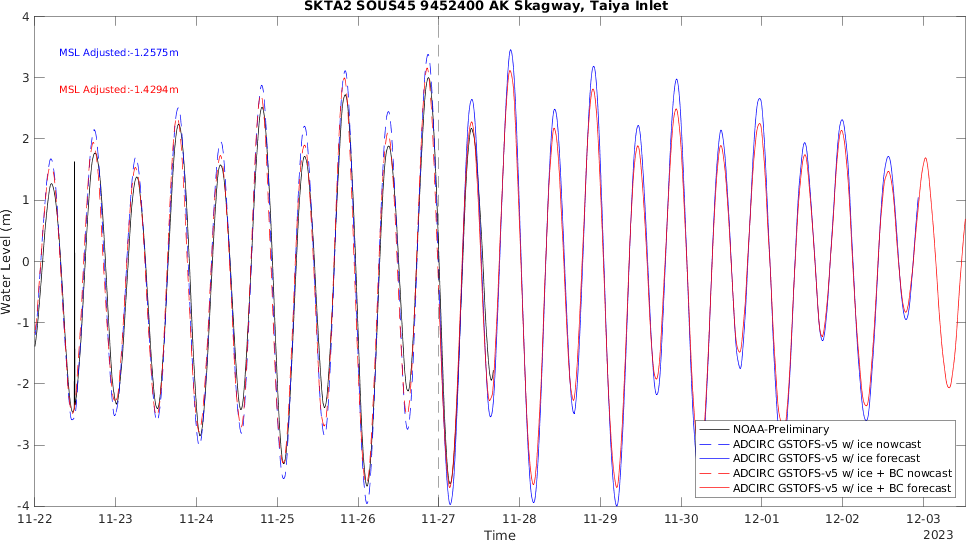 SKTA2 SOUS45 9452400 AK Skagway, Taiya Inlet
MSL Adjusted:-1.2575m
MSL Adjusted:-1.4294m
Water Level (m)
4
3
2
1
0
-1
-2
-3
-4
NOAA-Preliminary
ADCIRC GSTOFS-v5 w/ ice nowcast
ADCIRC GSTOFS-v5 w/ ice forecast
ADCIRC GSTOFS-v5 w/ ice + BC nowcast
ADCIRC GSTOFS-v5 w/ ice + BC forecast
11-22 11-23 11-24 11-25 11-26 11-27 11-28 11-29 11-30 12-01 12-02 12-03
Time
2023